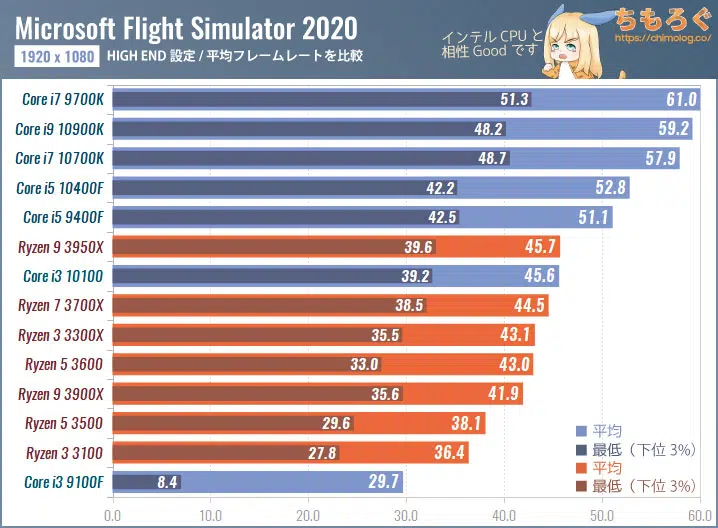 Microsoft Flight Simulator 2020
1920 x 1080 HIGH END 設定 / 平均フレームレートを比較
インテル CPU と
相性 Good です
ちもろぐ
https://chimolog.co/
Core i7 9700K 51.3 61.0
Core i9 10900K 48.2 59.2
Core i7 10700K 48.7 57.9
Core i5 10400F 42.2 52.8
Core i5 9400F 42.5 51.1
Ryzen 9 3950X 39.6 45.7
Core i3 10100 39.2 45.6
Ryzen 7 3700X 38.5 44.5
Ryzen 3 3300X 35.5 43.1
Ryzen 5 3600 33.0 43.0
Ryzen 9 3900X 35.6 41.9
Ryzen 5 3500 29.6 38.1
Ryzen 3 3100 27.8 36.4
Core i3 9100F 8.4 29.7
平均
最低（下位 3%）
平均
最低（下位 3%）
0.0 10.0 20.0 30.0 40.0 50.0 60.0